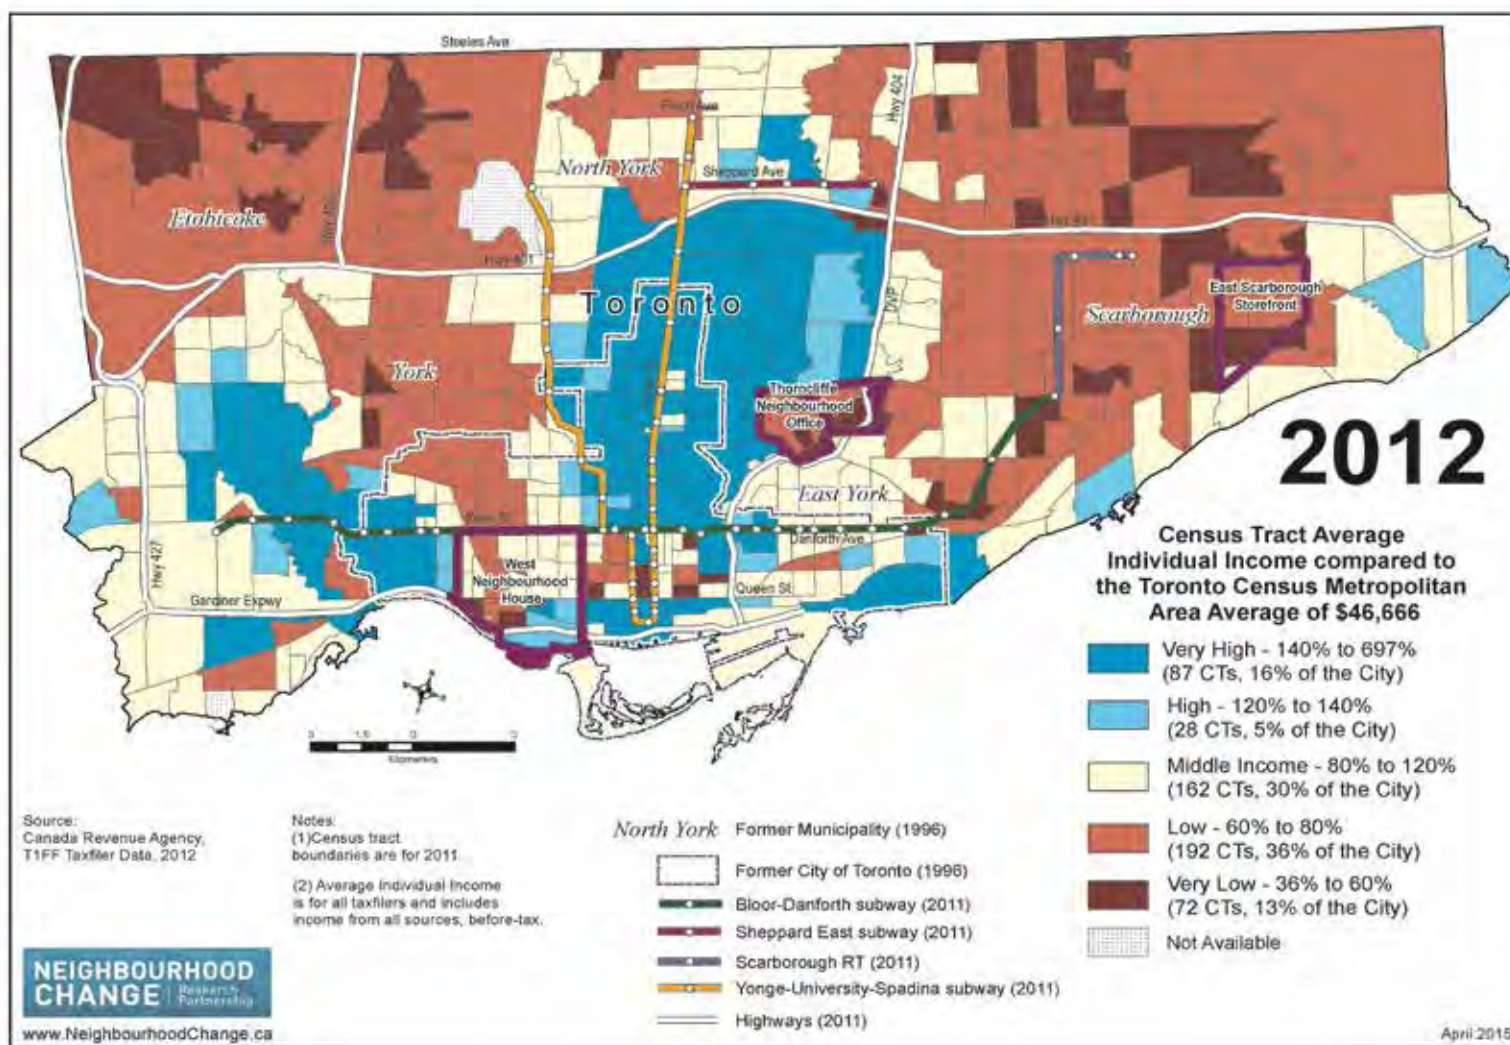 Steeles Ave
Finch Ave
Hwy 404
North York
Sheppard Ave
Etobicoke
Hwy 401
Toronto
DVP
East Scarborough
Storefront
Scarborough
York
Thorncliffe
Neighbourhood
Office
2012
East York
Danforth Ave
West
Neighbourhood
House
Queen St
Hwy 427
Gardiner Expwy
Census Tract Average
Individual Income compared to
the Toronto Census Metropolitan
Area Average of $46,666
Very High - 140% to 697%
(87 CTs, 16% of the City)
High - 120% to 140%
(28 CTs, 5% of the City)
Middle Income - 80% to 120%
(162 CTs, 30% of the City)
Low - 60% to 80%
(192 CTs, 36% of the City)
Very Low - 36% to 60%
(72 CTs, 13% of the City)
Not Available
Kilometers
Source:
Canada Revenue Agency,
T1FF Taxfiler Data, 2012
Notes:
(1)Census tract
boundaries are for 2011
(2) Average Individual Income
is for all taxfilers and includes
income from all sources, before-tax.
North York Former Municipality (1996)
Former City of Toronto (1996)
Bloor-Danforth subway (2011)
Sheppard East subway (2011)
Scarborough RT (2011)
Yonge-University-Spadina subway (2011)
Highways (2011)
NEIGHBOURHOOD
CHANGE Research
Partnership
www.NeighbourhoodChange.ca
April 2015